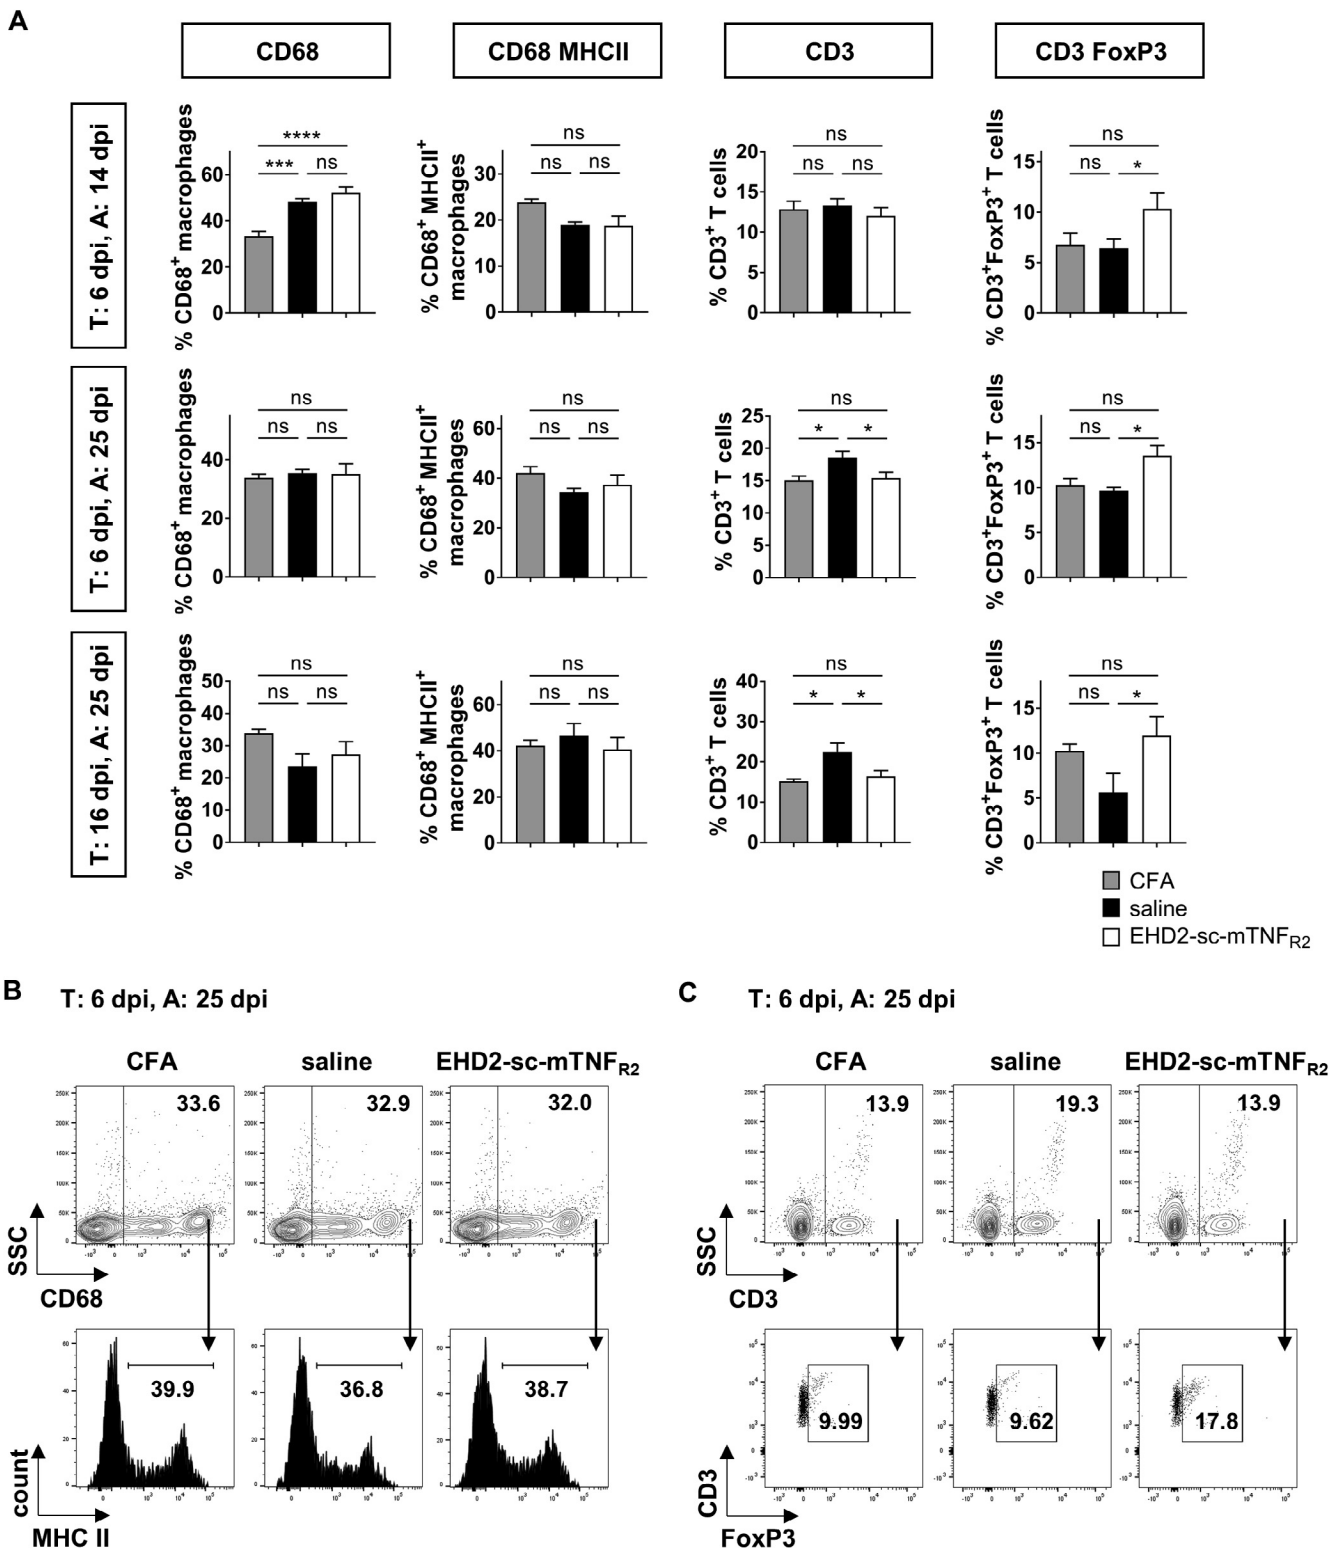 A
CD68
CD68 MHCII
CD3
CD3 FoxP3
T: 6 dpi, A: 14 dpi
% CD68+ macrophages
60
40
20
0
****
*** ns
% CD68+ MHCII+
macrophages
30
20
10
0
ns
ns ns
% CD3+ T cells
20
15
10
5
0
ns
ns ns
% CD3+FoxP3+ T cells
15
10
5
0
ns
ns *
T: 6 dpi, A: 25 dpi
% CD68+ macrophages
40
20
0
ns
ns ns
% CD68+ MHCII+
macrophages
60
40
20
0
ns
ns ns
% CD3+ T cells
25
20
15
10
5
0
ns
* *
% CD3+FoxP3+ T cells
15
10
5
0
ns
ns *
T: 16 dpi, A: 25 dpi
% CD68+ macrophages
50
40
30
20
10
0
ns
ns ns
% CD68+ MHCII+
macrophages
60
40
20
0
ns
ns ns
% CD3+ T cells
40
30
20
10
0
ns
* *
% CD3+FoxP3+ T cells
15
10
5
0
ns
ns *
CFA
saline
EHD2-sc-mTNFR2
B T: 6 dpi, A: 25 dpi
CFA saline EHD2-sc-mTNFR2
33.6 32.9 32.0
SSC
CD68
39.9 36.8 38.7
count
MHC II
C T: 6 dpi, A: 25 dpi
CFA saline EHD2-sc-mTNFR2
13.9 19.3 13.9
SSC
CD3
9.99 9.62 17.8
CD3
FoxP3